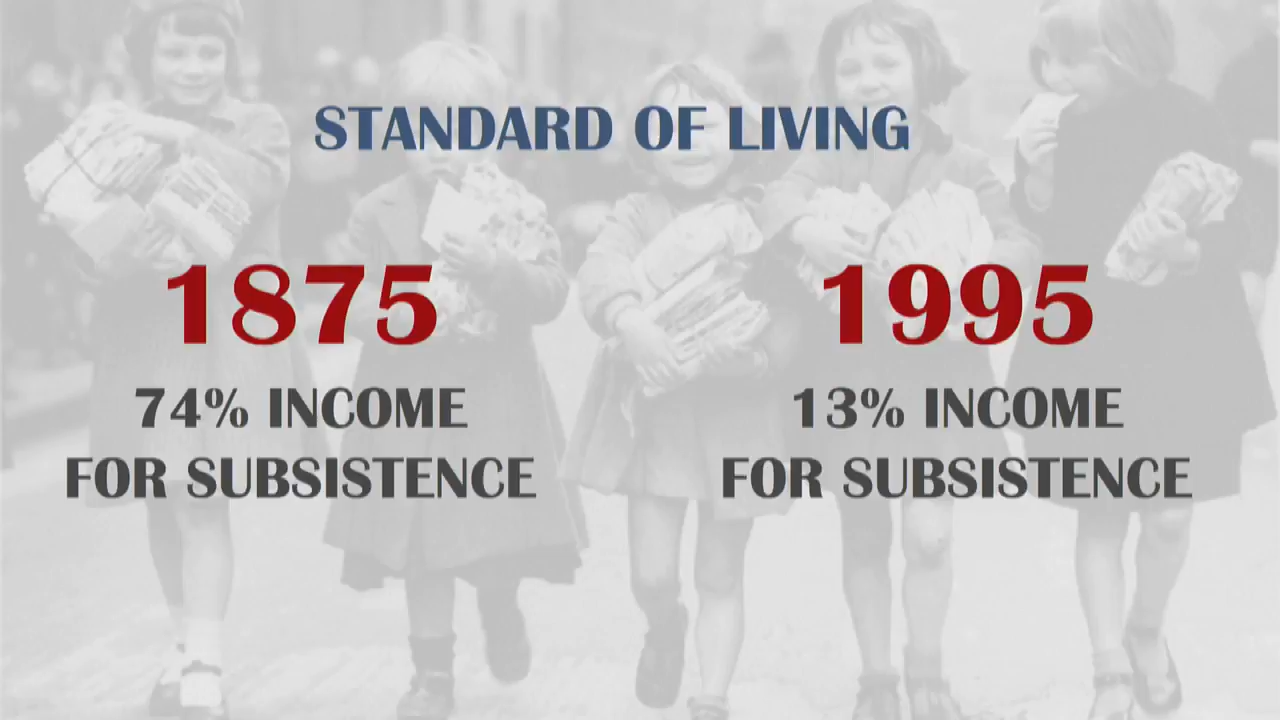 STANDARD OF LIVING
1875
74% INCOME
FOR SUBSISTENCE
1995
13% INCOME
FOR SUBSISTENCE